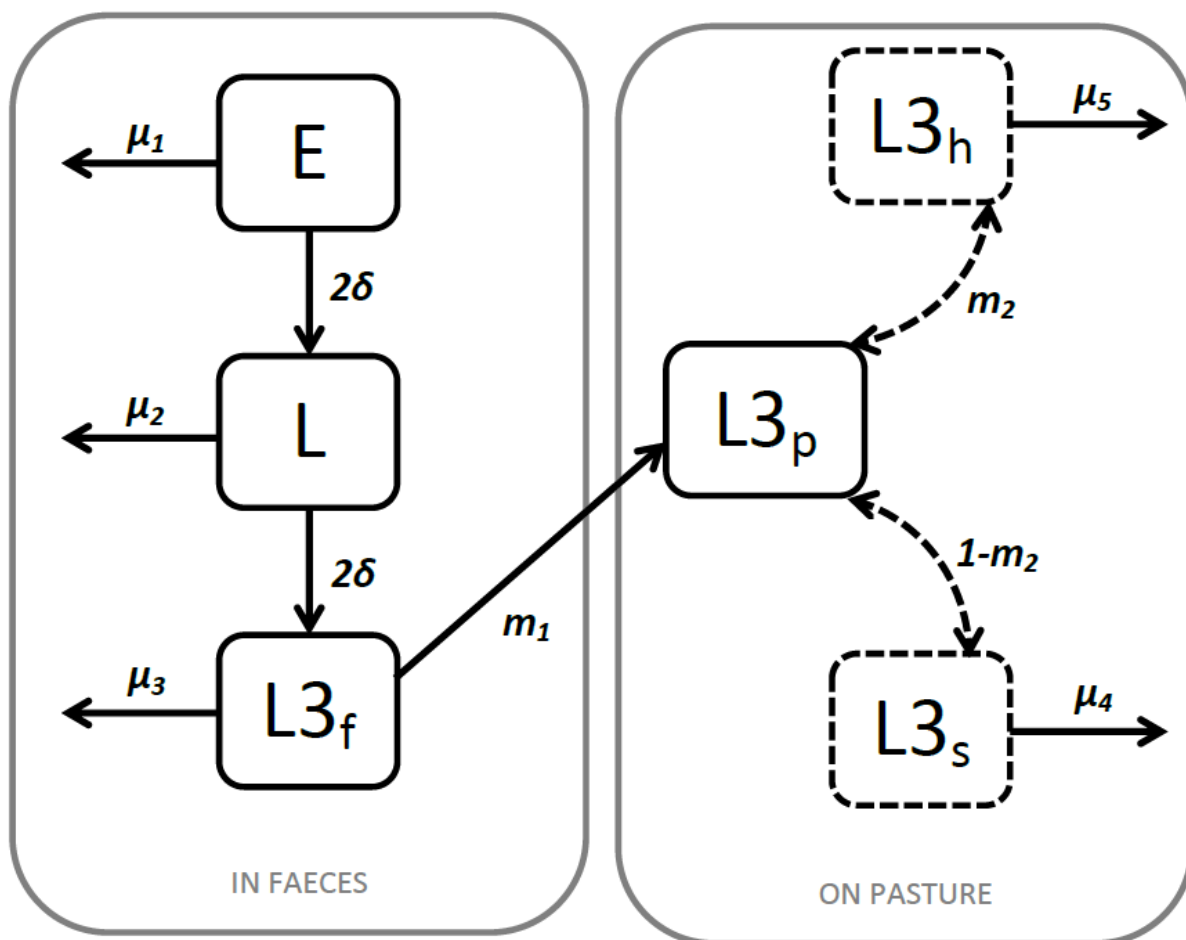 E
μ1
2δ
L
μ2
2δ
L3f
μ3
m1
IN FAECES
L3h
μ5
m2
L3p
1-m2
L3s
μ4
ON PASTURE